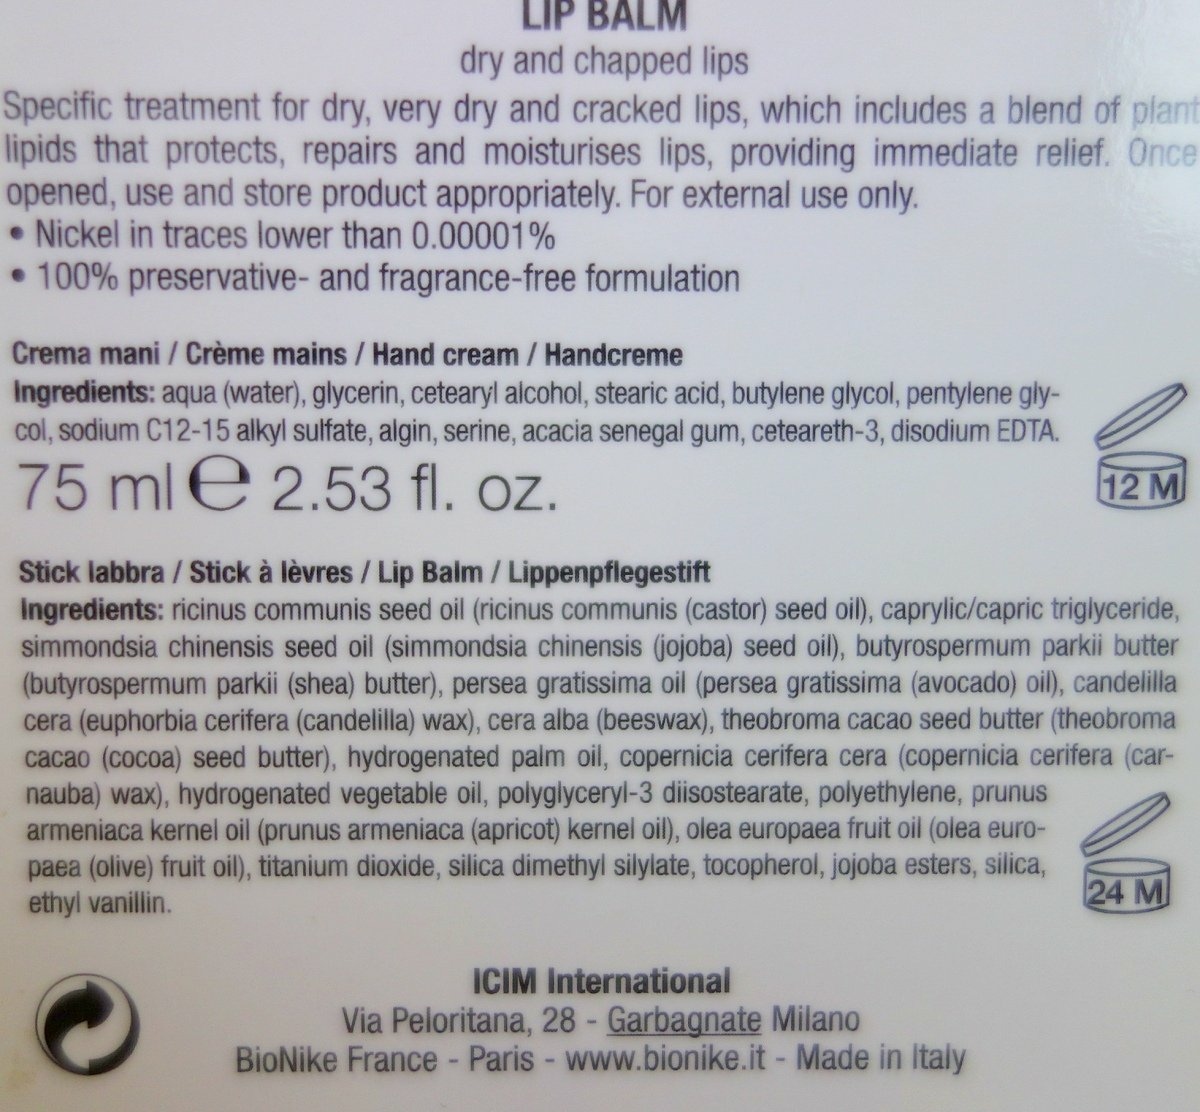 LIP BALM
dry and chapped lips
Specific treatment for dry, very dry and cracked lips, which includes a blend of plant
lipids that protects, repairs and moisturises lips, providing immediate relief. Once
opened, use and store product appropriately. For external use only.
• Nickel in traces lower than 0.00001%
• 100% preservative- and fragrance-free formulation
Crema mani / Crème mains / Hand cream / Handcreme
Ingredients: aqua (water), glycerin, cetearyl alcohol, stearic acid, butylene glycol, pentylene gly-
col, sodium C12-15 alkyl sulfate, algin, serine, acacia senegal gum, ceteareth-3, disodium EDTA.
12 M
75 ml e 2.53 fl. oz.
Stick labbra / Stick à lèvres / Lip Balm / Lippenpflegestift
Ingredients: ricinus communis seed oil (ricinus communis (castor) seed oil), caprylic/capric triglyceride,
simmondsia chinensis seed oil (simmondsia chinensis (jojoba) seed oil), butyrospermum parkii butter
(butyrospermum parkii (shea) butter), persea gratissima oil (persea gratissima (avocado) oil), candelilla
cera (euphorbia cerifera (candelilla) wax), cera alba (beeswax), theobroma cacao seed butter (theobroma
cacao (cocoa) seed butter), hydrogenated palm oil, copernicia cerifera cera (copernicia cerifera (car-
nauba) wax), hydrogenated vegetable oil, polyglyceryl-3 diisostearate, polyethylene, prunus
armeniaca kernel oil (prunus armeniaca (apricot) kernel oil), olea europaea fruit oil (olea euro-
paea (olive) fruit oil), titanium dioxide, silica dimethyl silylate, tocopherol, jojoba esters, silica,
ethyl vanillin.
24 M
ICIM International
Via Peloritana, 28 - Garbagnate Milano
BioNike France - Paris - www.bionike.it - Made in Italy